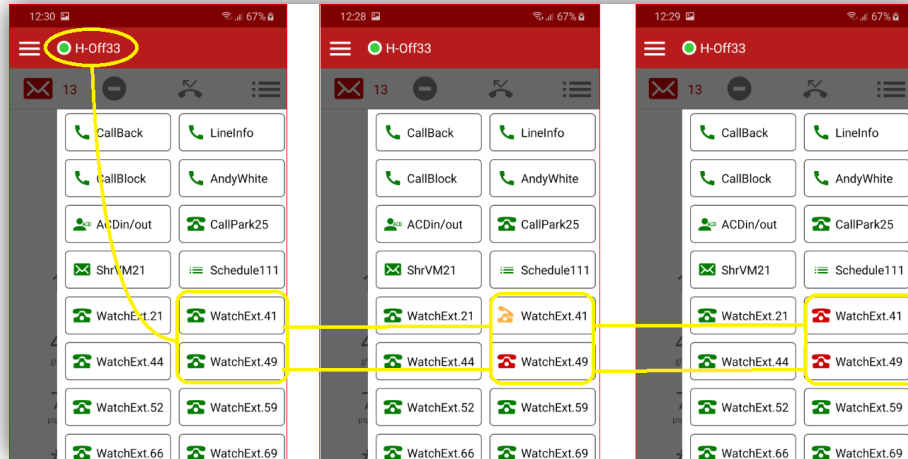 12:30 67%
H-Off33
13
CallBack LineInfo
CallBlock AndyWhite
ACDin/out CallPark25
ShrVM21 Schedule111
WatchExt.21 WatchExt.41
WatchExt.44 WatchExt.49
WatchExt.52 WatchExt.59
WatchExt.66 WatchExt.69
12:28 67%
H-Off33
13
CallBack LineInfo
CallBlock AndyWhite
ACDin/out CallPark25
ShrVM21 Schedule111
WatchExt.21 WatchExt.41
WatchExt.44 WatchExt.49
WatchExt.52 WatchExt.59
WatchExt.66 WatchExt.69
12:29 67%
H-Off33
13
CallBack LineInfo
CallBlock AndyWhite
ACDin/out CallPark25
ShrVM21 Schedule111
WatchExt.21 WatchExt.41
WatchExt.44 WatchExt.49
WatchExt.52 WatchExt.59
WatchExt.66 WatchExt.69